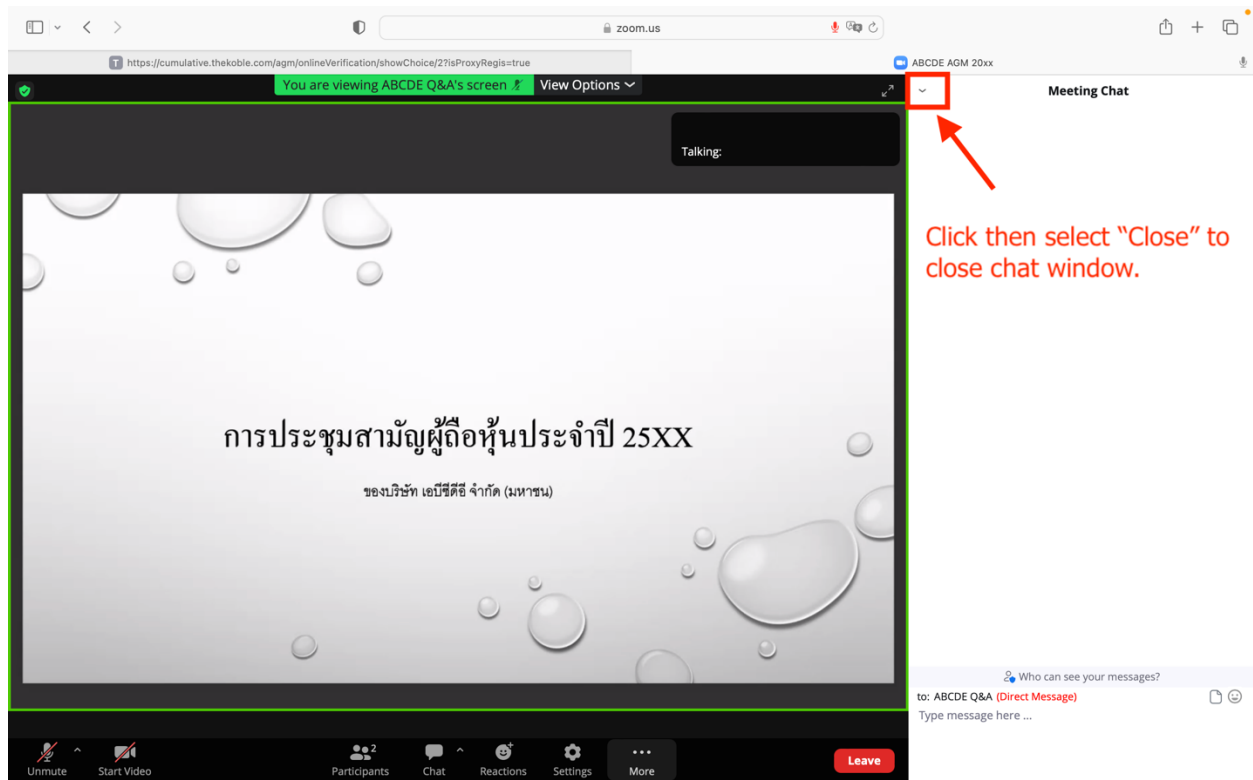 zoom.us
T https://cumulative.thekoble.com/agm/onlineVerification/showChoice/2?isProxyRegis=true
ABCDE AGM 20xx
You are viewing ABCDE Q&A's screen
View Options
Meeting Chat
Talking:
Click then select “Close” to
close chat window.
การประชุมสามัญผู้ถือหุ้นประจำปี 25XX
ของบริษัท เอบีซีดีอี จำกัด (มหาชน)
Who can see your messages?
to: ABCDE Q&A (Direct Message)
Type message here ...
Unmute
Start Video
2
Participants
Chat
Reactions
Settings
More
Leave